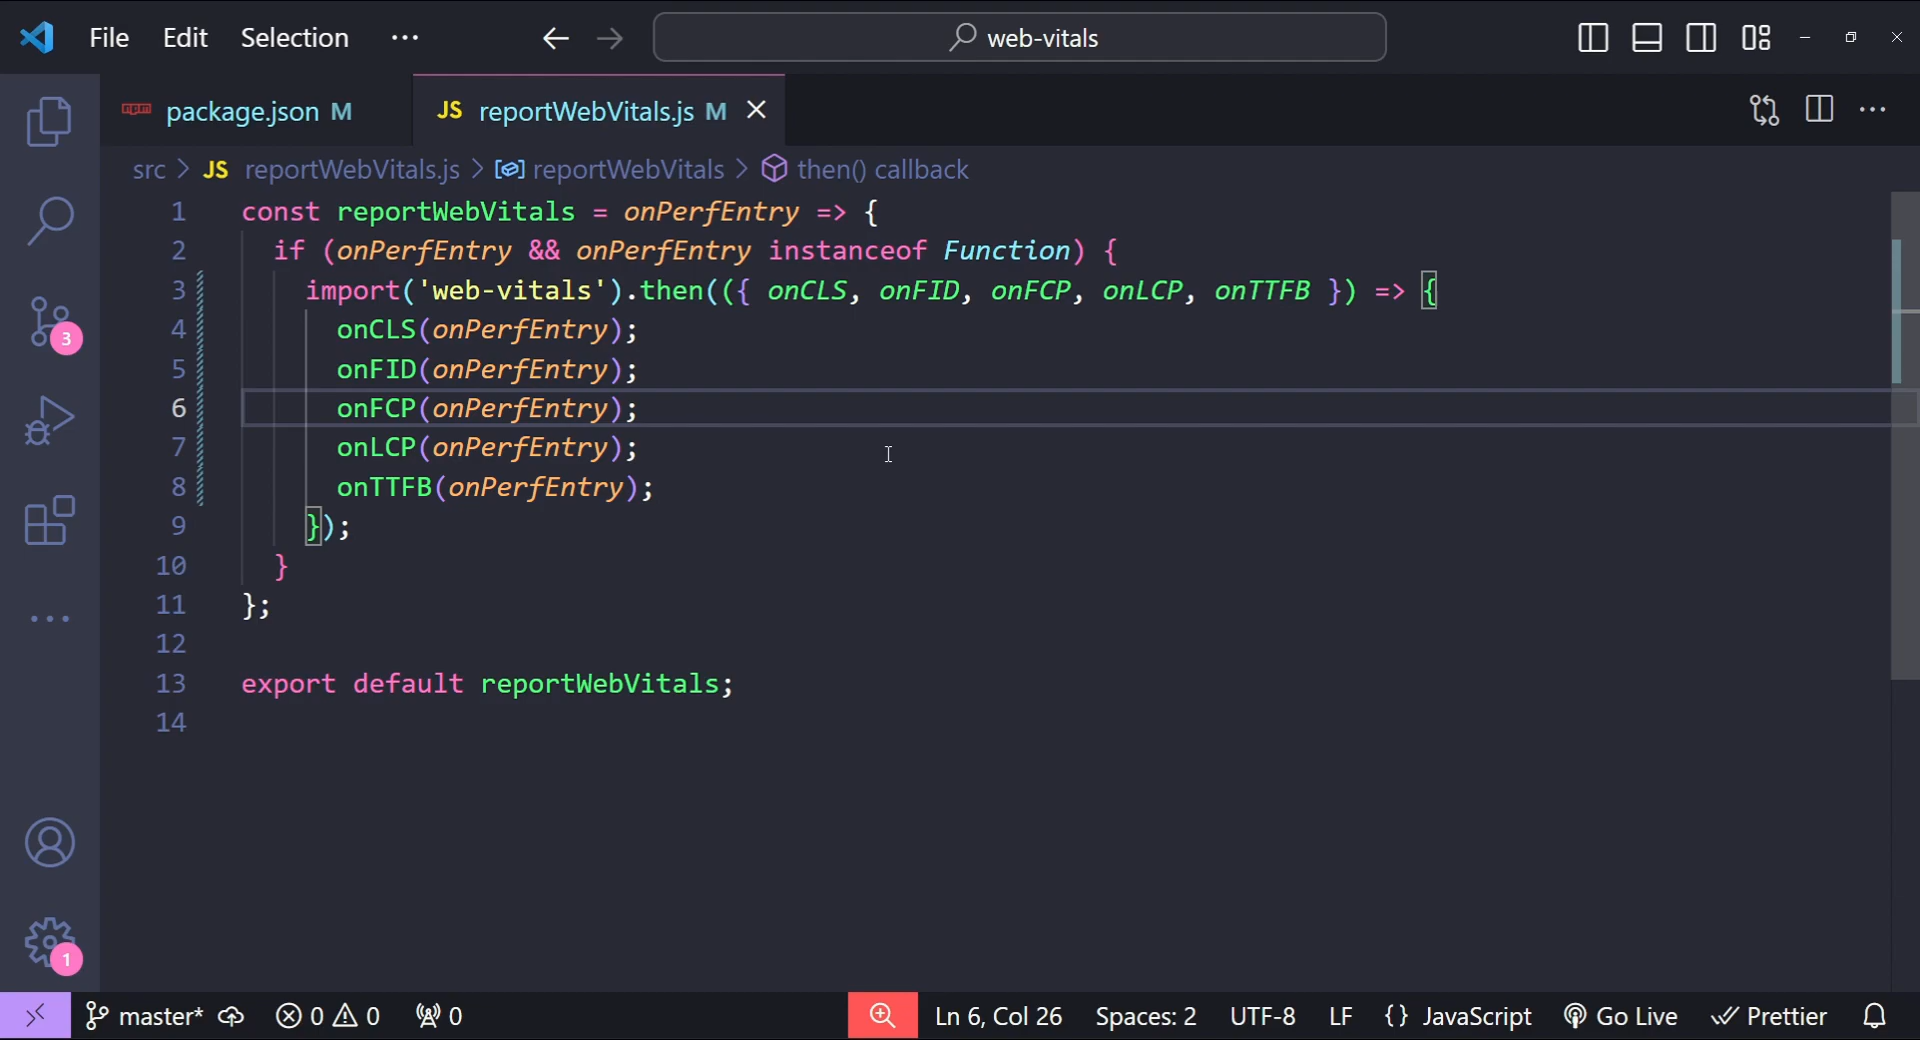 File Edit Selection ··· web-vitals
npm package.json M JS reportWebVitals.js M
src > JS reportWebVitals.js > reportWebVitals > then() callback
1 const reportWebVitals = onPerfEntry => {
2 if (onPerfEntry && onPerfEntry instanceof Function) {
3 import('web-vitals').then(({ onCLS, onFID, onFCP, onLCP, onTTFB }) => {
4 onCLS(onPerfEntry);
5 onFID(onPerfEntry);
6 onFCP(onPerfEntry);
7 onLCP(onPerfEntry);
8 onTTFB(onPerfEntry);
9 });
10 }
11 };
12
13 export default reportWebVitals;
14
3
1
master* 0 0 0 Ln 6, Col 26 Spaces: 2 UTF-8 LF {} JavaScript Go Live Prettier